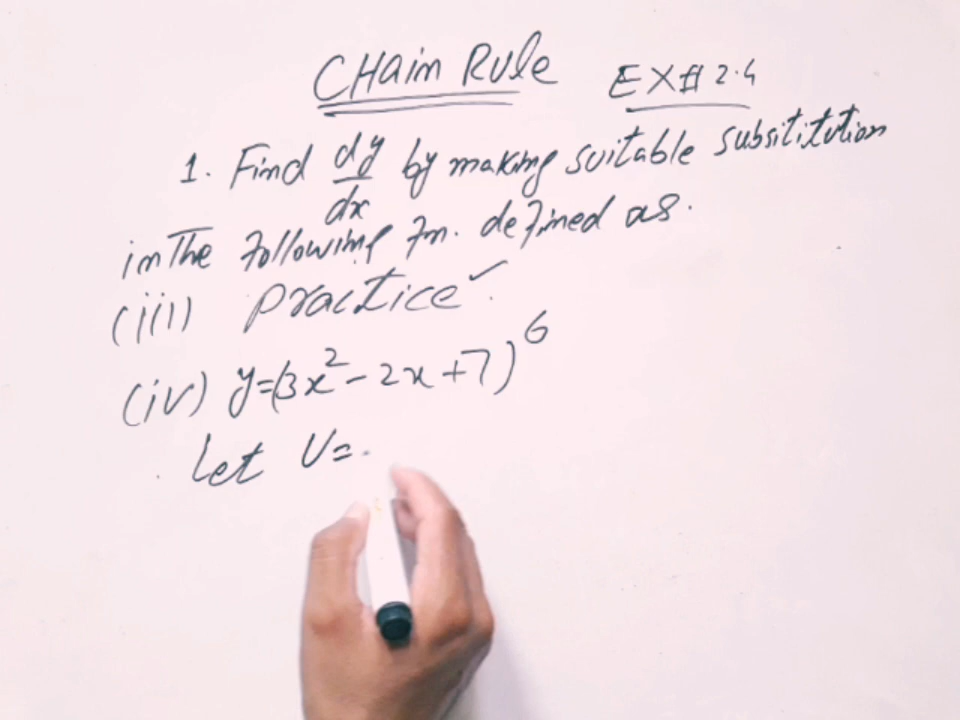 CHain Rule EX# 2.4
1. Find dy/dx by making suitable substitution
in The following fn. defined as.
(iii) practice ✓.
(iv) y=(3x²-2x+7)⁶
Let U=